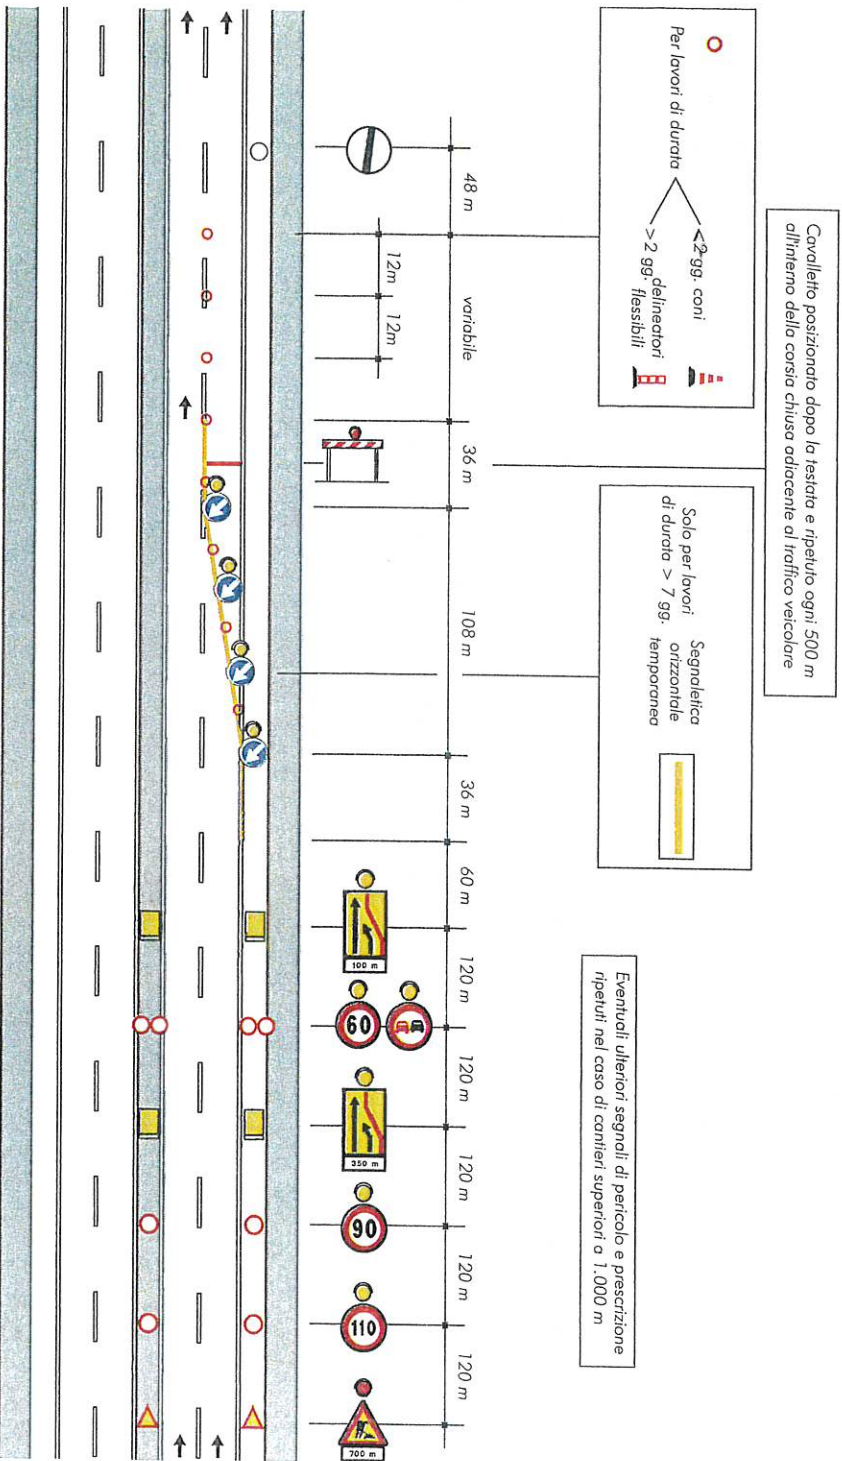 Cavalletto posizionato dopo la testata e ripetuto ogni 500 m
all'interno della corsia chiusa adiacente al traffico veicolare
Per lavori di durata
<2 gg. coni
>2 gg. delineatori
flessibili
Solo per lavori
di durata > 7 gg.
Segnaletica
orizzontale
temporanea
Eventuali ulteriori segnali di pericolo e prescrizione
ripetuti nel caso di cantieri superiori a 1.000 m
48 m
variabile
36 m
108 m
36 m
60 m
120 m
120 m
120 m
120 m
120 m
12m
12m
100 m
60
350 m
90
110
700 m